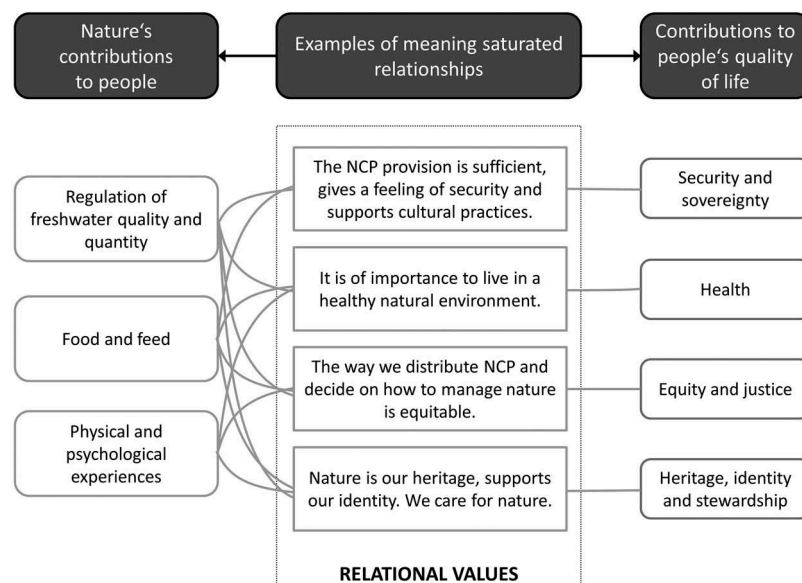 Nature‘s
contributions
to people
Examples of meaning saturated
relationships
Contributions to
people‘s quality
of life
Regulation of
freshwater quality and
quantity
Food and feed
Physical and
psychological
experiences
The NCP provision is sufficient,
gives a feeling of security and
supports cultural practices.
It is of importance to live in a
healthy natural environment.
The way we distribute NCP and
decide on how to manage nature
is equitable.
Nature is our heritage, supports
our identity. We care for nature.
RELATIONAL VALUES
Security and
sovereignty
Health
Equity and justice
Heritage, identity
and stewardship